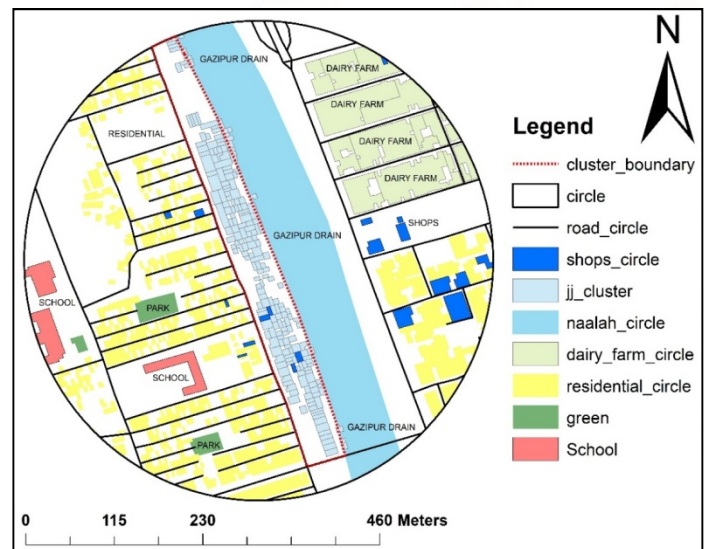 N
GAZIPUR DRAIN
DAIRY FARM
DAIRY FARM
RESIDENTIAL
DAIRY FARM
DAIRY FARM
SHOPS
GAZIPUR DRAIN
SCHOOL
PARK
SCHOOL
GAZIPUR DRAIN
PARK
Legend
cluster_boundary
circle
road_circle
shops_circle
jj_cluster
naalah_circle
dairy_farm_circle
residential_circle
green
School
0 115 230 460 Meters